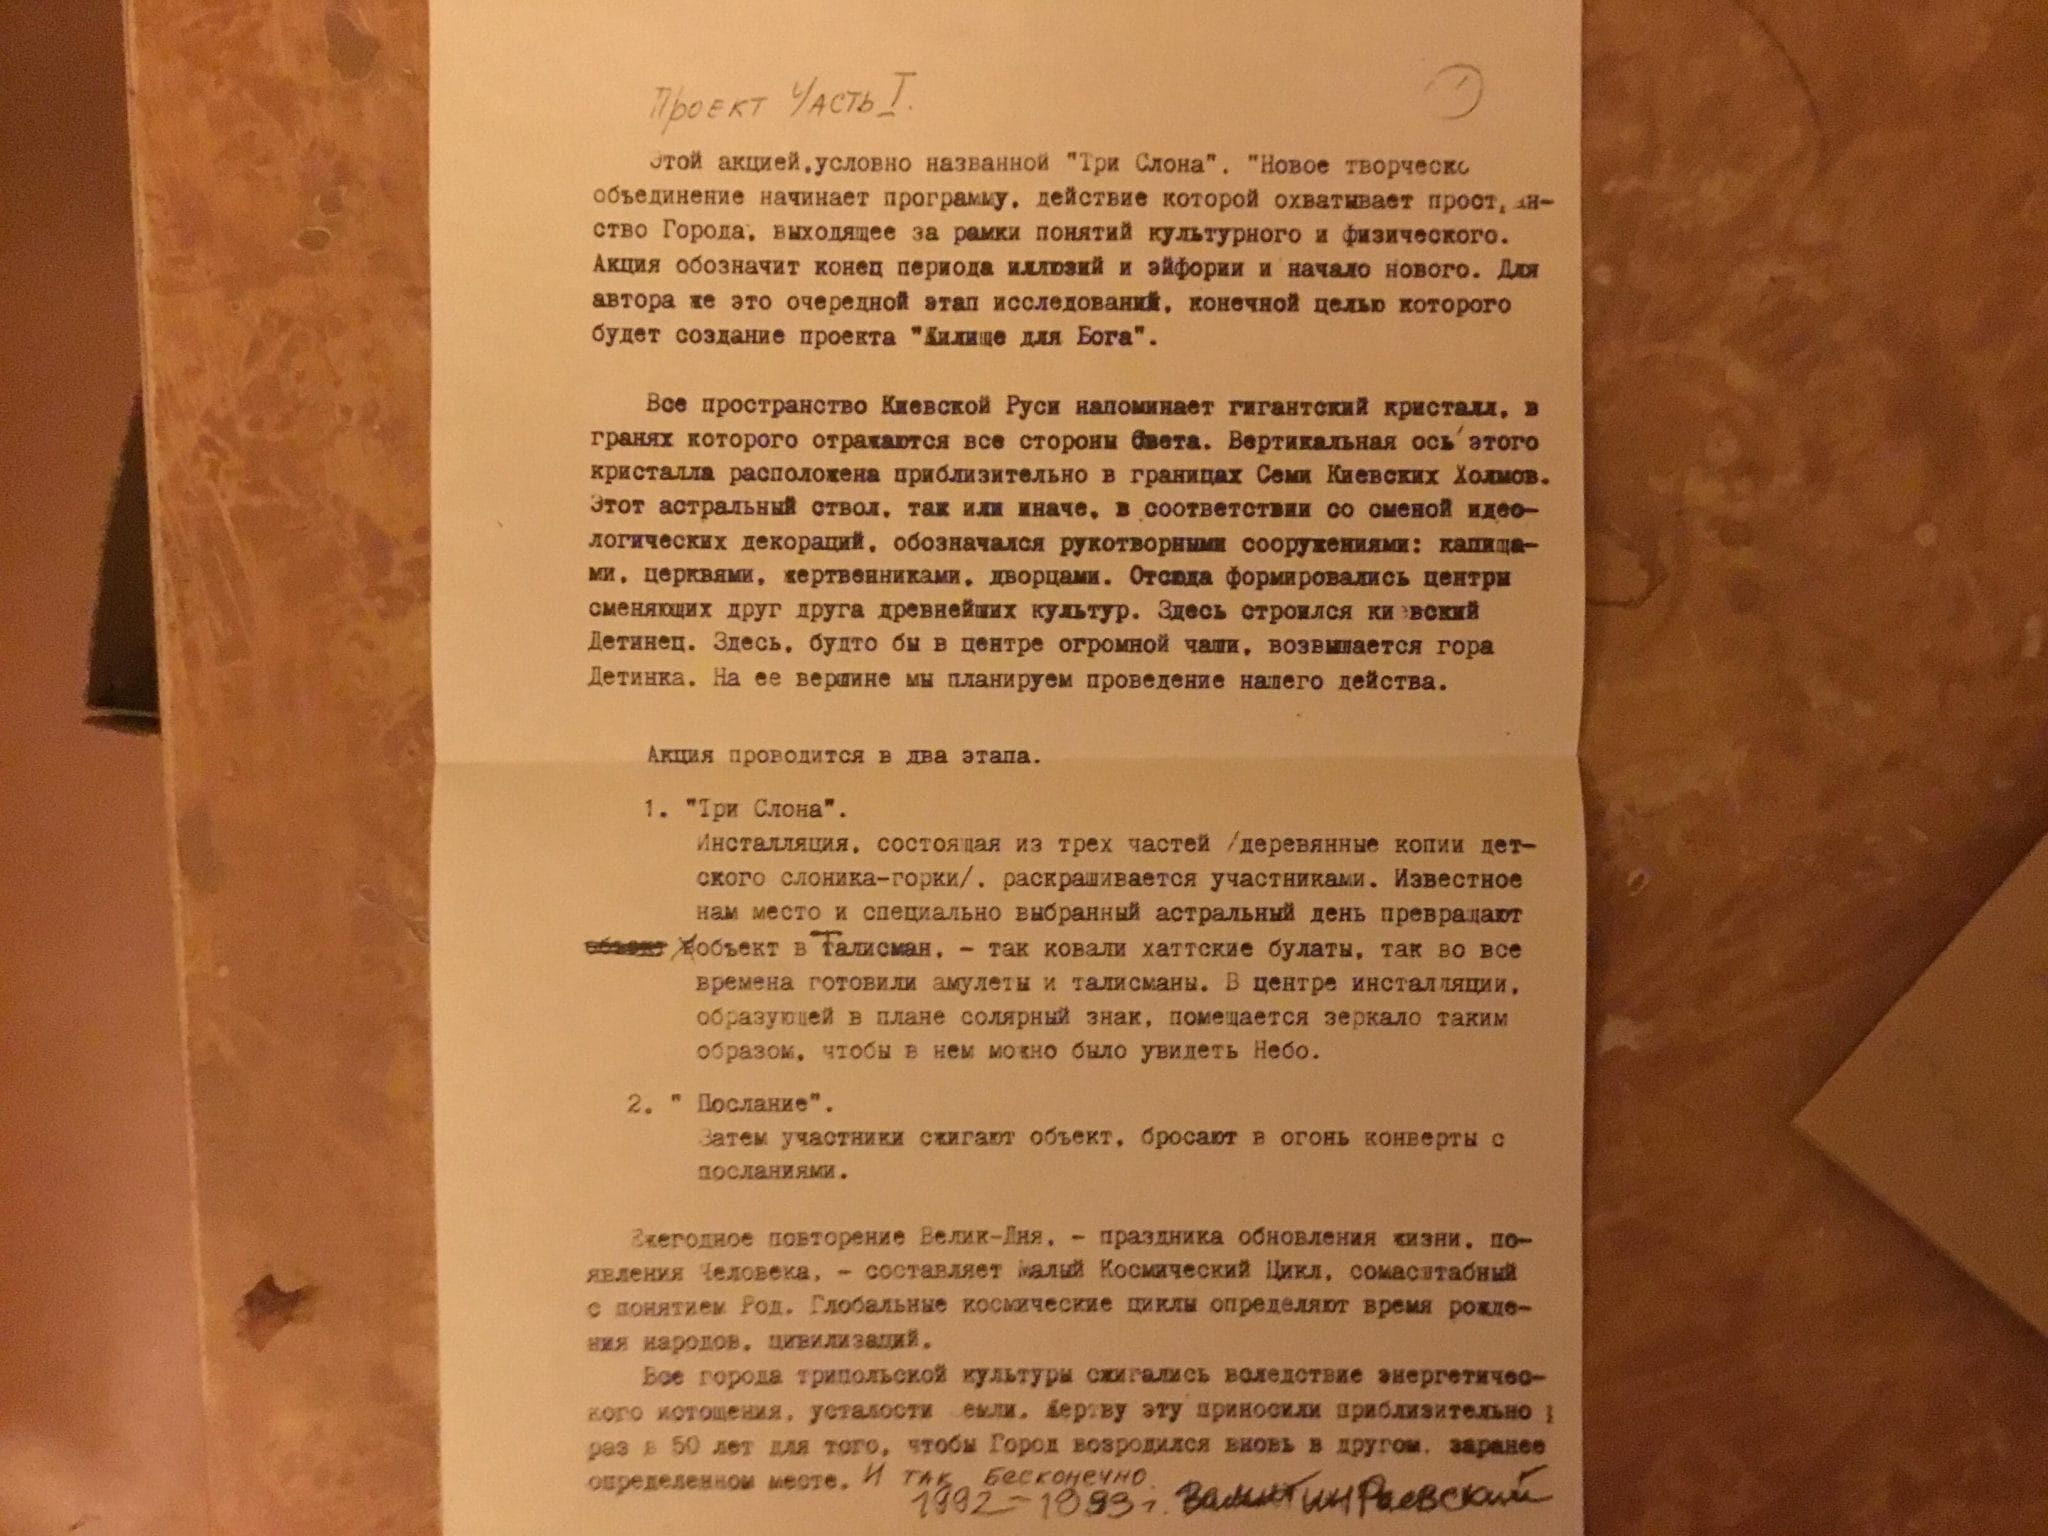 Проект Часть I.
1
Этой акцией, условно названной "Три Слона". "Новое творческо
объединение начинает программу, действие которой охватывает простран-
ство Города, выходящее за рамки понятий культурного и физического.
Акция обозначит конец периода иллюзий и эйфории и начало нового. Для
автора же это очередной этап исследований, конечной целью которого
будет создание проекта "Жилище для Бога".
Все пространство Киевской Руси напоминает гигантский кристалл, в
гранях которого отражаются все стороны Света. Вертикальная ось этого
кристалла расположена приблизительно в границах Семи Киевских Холмов.
Этот астральный ствол, так или иначе, в соответствии со сменой идео-
логических декораций, обозначался рукотворными сооружениями: капища-
ми, церквями, жертвенниками, дворцами. Отсюда формировались центры
сменяющих друг друга древнейших культур. Здесь строился киевский
Детинец. Здесь, будто бы в центре огромной чаши, возвышается гора
Детинка. На ее вершине мы планируем проведение нашего действа.
Акция проводится в два этапа.
1. "Три Слона".
Инсталляция, состоящая из трех частей /деревянные копии дет-
ского слоника-горки/, раскрашивается участниками. Известное
нам место и специально выбранный астральный день превращают
объект объект в Талисман, - так ковали хаттские булаты, так во все
времена готовили амулеты и талисманы. В центре инсталляции,
образующей в плане солярный знак, помещается зеркало таким
образом, чтобы в нем можно было увидеть Небо.
2. " Послание".
Затем участники сжигают объект, бросают в огонь конверты с
посланиями.
Ежегодное повторение Велик-Дня, - праздника обновления жизни, по-
явления Человека, - составляет Малый Космический Цикл, сомасштабный
с понятием Род. Глобальные космические циклы определяют время рожде-
ния народов, цивилизаций.
Все города трипольской культуры сжигались вследствие энергетичес-
кого истощения, усталости емли. Жертву эту приносили приблизительно 1
раз в 50 лет для того, чтобы Город возродился вновь в другом, заранее
определенном месте. И так бесконечно.
1992-1993 г. Валентин Раевский